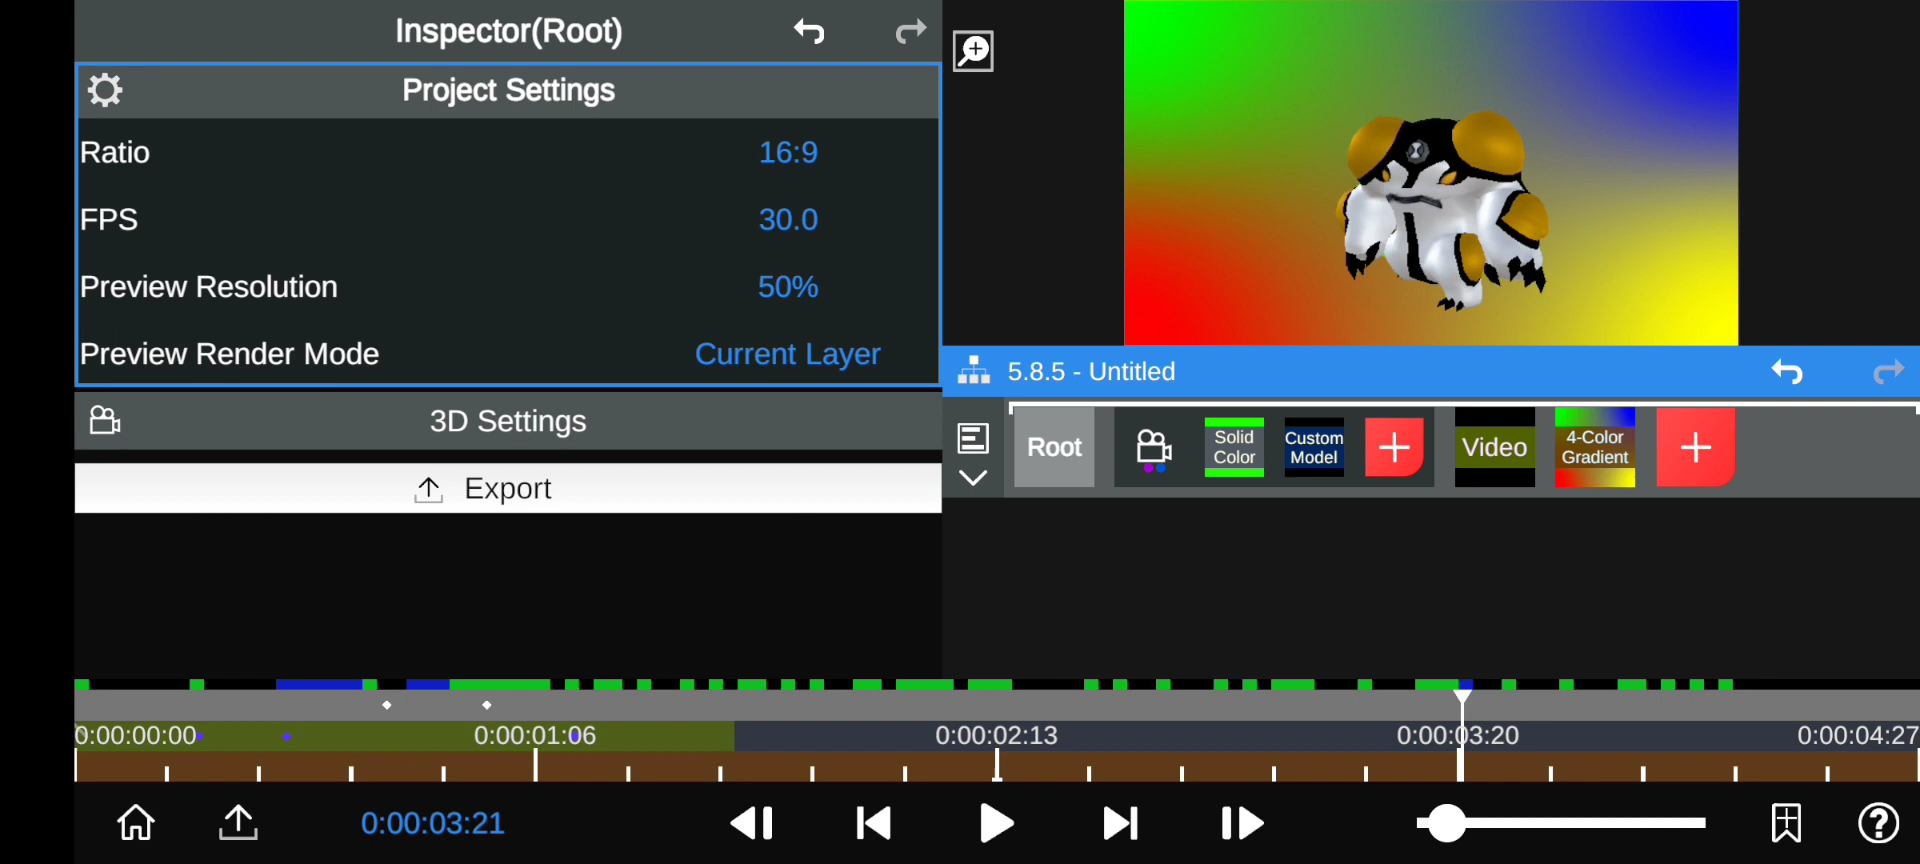 Inspector(Root)
Project Settings
Ratio 16:9
FPS 30.0
Preview Resolution 50%
Preview Render Mode Current Layer
3D Settings
Export
5.8.5 - Untitled
Root
Solid
Color
Custom
Model
Video
4-Color
Gradient
0:00:00:00 0:00:01:06 0:00:02:13 0:00:03:20 0:00:04:27
0:00:03:21